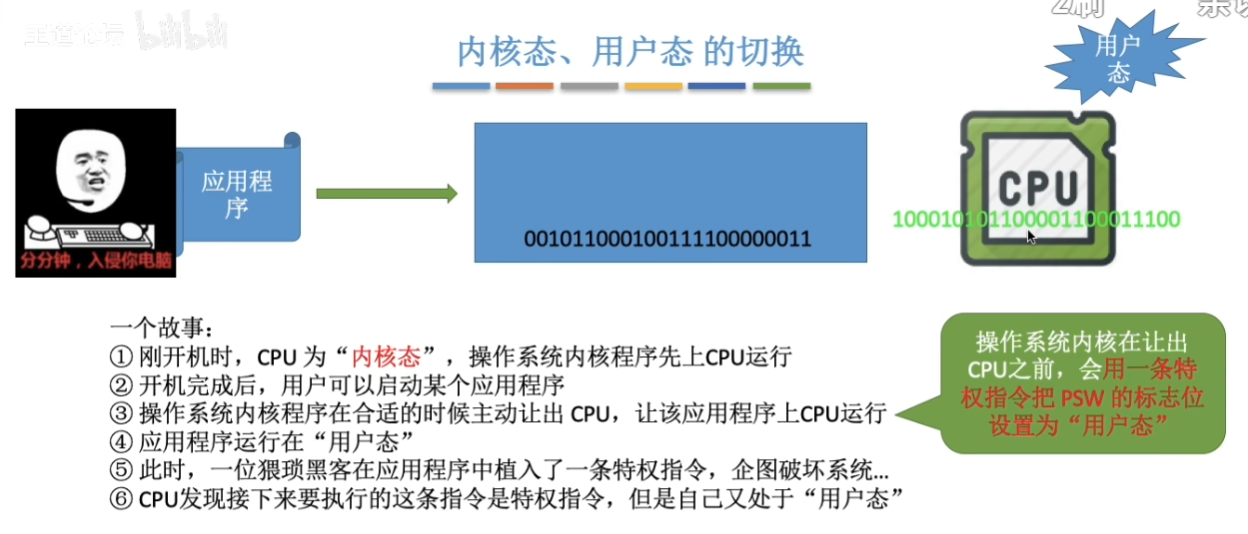 王道论坛 bilibili
2刷
内核态、用户态 的切换
用户
态
应用程
序
CPU
001011000100111100000011
100010101100001100011100
分分钟，入侵你电脑
一个故事：
① 刚开机时，CPU 为“内核态”，操作系统内核程序先上CPU运行
② 开机完成后，用户可以启动某个应用程序
③ 操作系统内核程序在合适的时候主动让出 CPU，让该应用程序上CPU运行
④ 应用程序运行在“用户态”
⑤ 此时，一位猥琐黑客在应用程序中植入了一条特权指令，企图破坏系统...
⑥ CPU发现接下来要执行的这条指令是特权指令，但是自己又处于“用户态”
操作系统内核在让出
CPU之前，会用一条特
权指令把 PSW 的标志位
设置为“用户态”